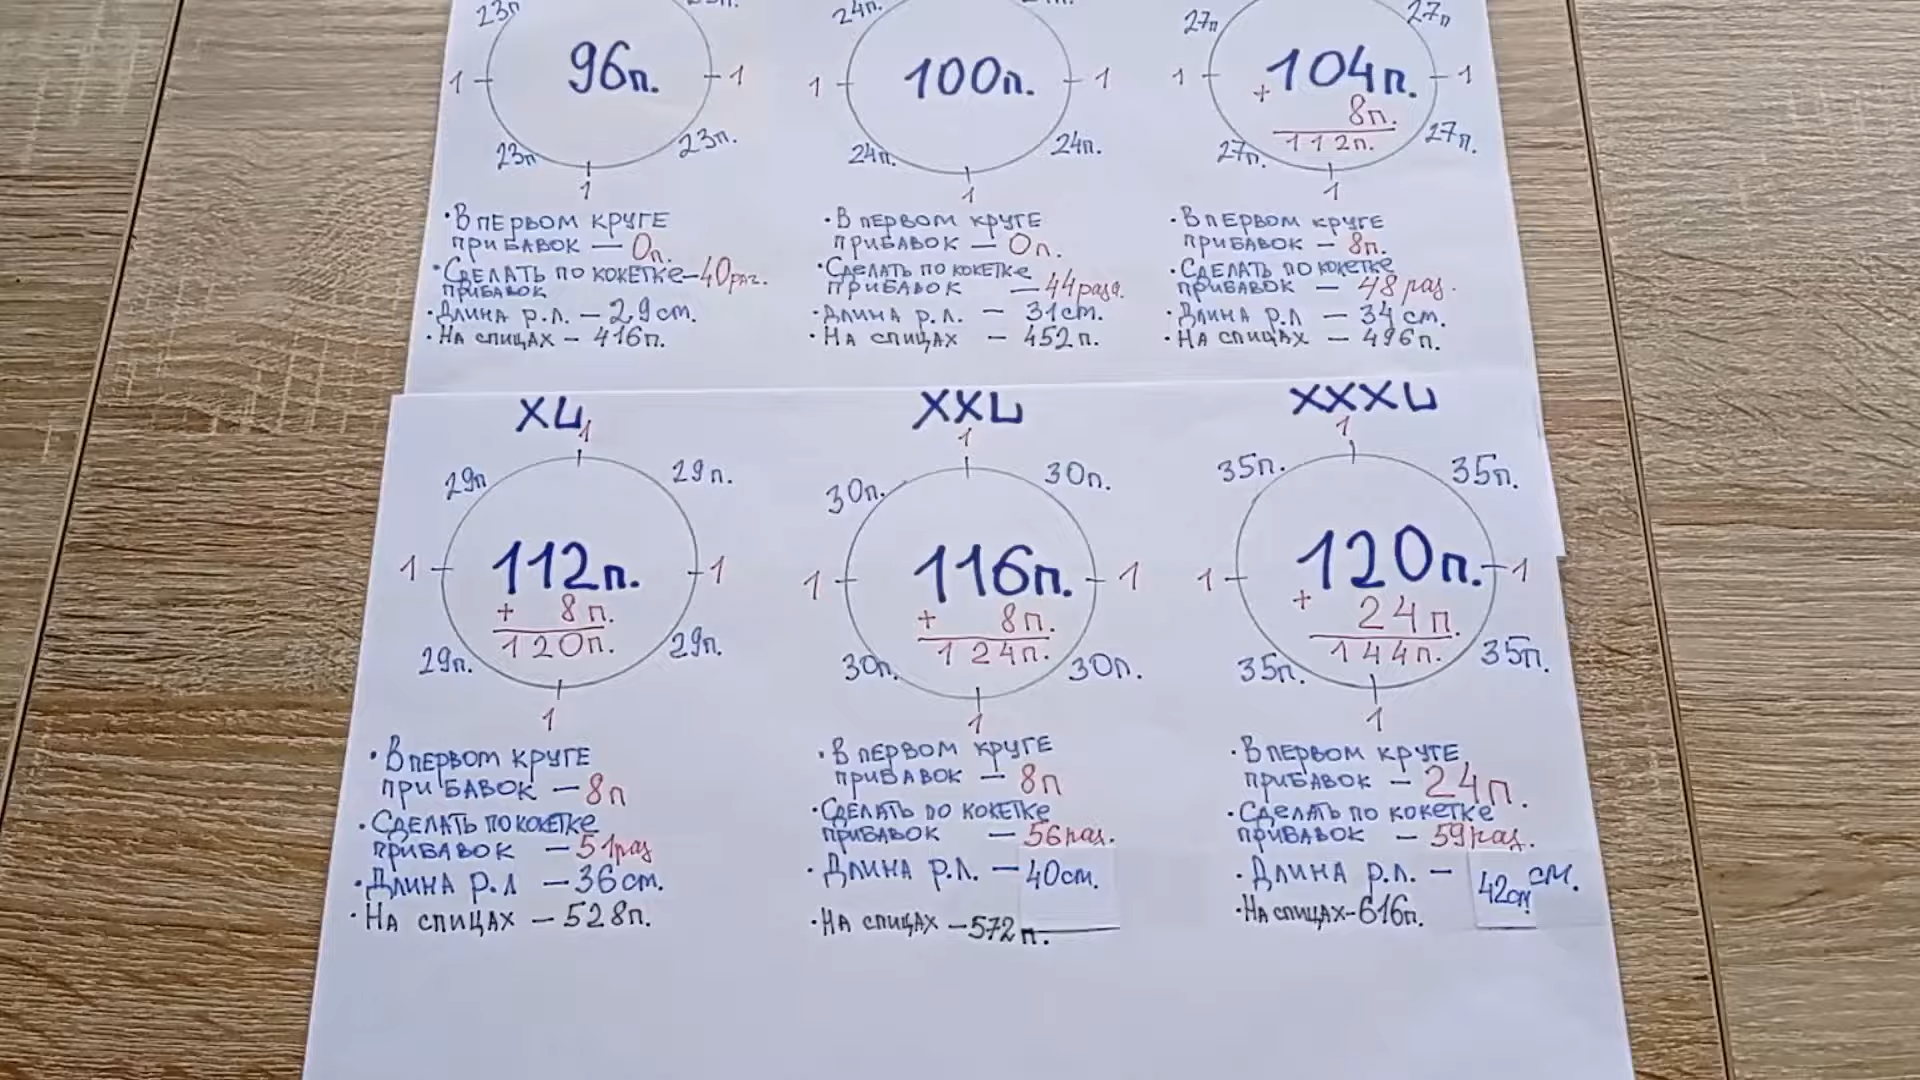 23п
24п.
27п
27п
1 96п. 1
1 100п. 1
1 104п. 1
+ 8п.
112п.
23п 23п.
24п. 24п.
27п. 27п.
1
1
1
• В первом круге
прибавок — 0п.
• Сделать по кокетке — 40раз.
прибавок
• Длина р.л. — 29см.
• На спицах — 416п.
• В первом круге
прибавок — 0п.
• Сделать по кокетке
прибавок — 44раза.
• Длина р.л. — 31см.
• На спицах — 452п.
• В первом круге
прибавок — 8п.
• Сделать по кокетке
прибавок — 48 раз.
• Длина р.л — 34см.
• На спицах — 496п.
XL
1
29п 29п.
1 112п. 1
+ 8п.
120п.
29п. 29п.
1
• В первом круге
прибавок — 8п
• Сделать по кокетке
прибавок — 51раз
• Длина р.л — 36см.
• На спицах — 528п.
XXL
1
30п. 30п.
1 116п. 1
+ 8п.
124п.
30п. 30п.
1
• В первом круге
прибавок — 8п
• Сделать по кокетке
прибавок — 56раз.
• Длина р.л. — 40см.
• На спицах — 572п.
XXXL
1
35п. 35п.
1 120п. 1
+ 24п.
144п.
35п. 35п.
1
• В первом круге
прибавок — 24п.
• Сделать по кокетке
прибавок — 59раз.
• Длина р.л. — 42см см.
• На спицах — 616п.